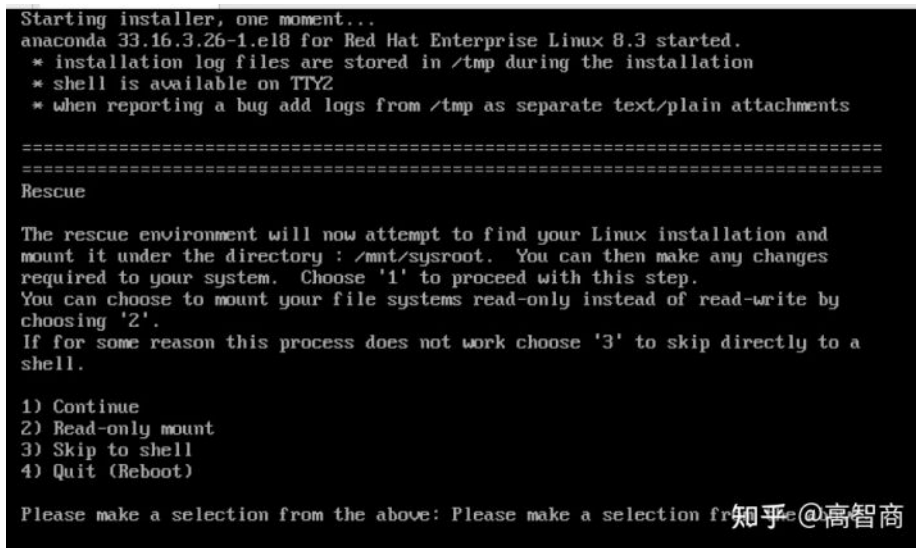 Starting installer, one moment...
anaconda 33.16.3.26-1.el8 for Red Hat Enterprise Linux 8.3 started.
* installation log files are stored in /tmp during the installation
* shell is available on TTY2
* when reporting a bug add logs from /tmp as separate text/plain attachments
================================================================================
================================================================================
Rescue
The rescue environment will now attempt to find your Linux installation and
mount it under the directory : /mnt/sysroot.  You can then make any changes
required to your system.  Choose '1' to proceed with this step.
You can choose to mount your file systems read-only instead of read-write by
choosing '2'.
If for some reason this process does not work choose '3' to skip directly to a
shell.
1) Continue
2) Read-only mount
3) Skip to shell
4) Quit (Reboot)
Please make a selection from the above: Please make a selection
知乎 @高智商